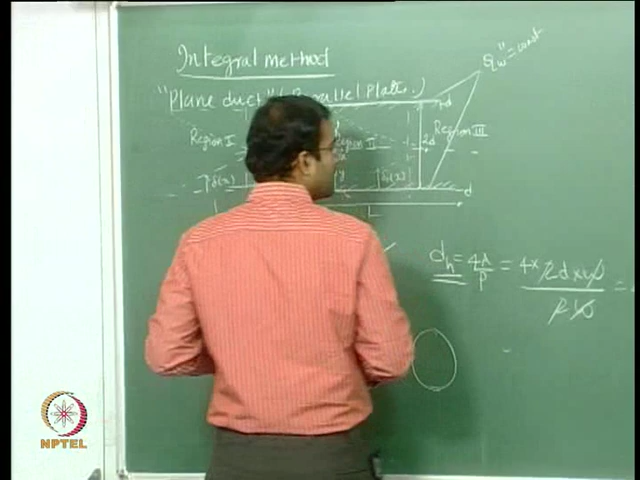 Integral method
"Plane duct" (Parallel Plate.)
q_w'' = const
Region I
Region II
Region III
2d
d
δ(x)
y
δ(x)
d
L
d_h = 4A/P = 4x 2d x w / 2w =
NPTEL